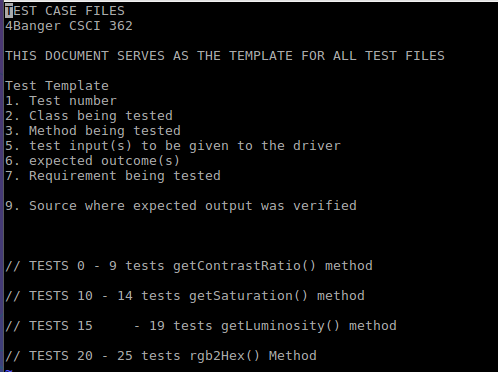 TEST CASE FILES
4Banger CSCI 362
THIS DOCUMENT SERVES AS THE TEMPLATE FOR ALL TEST FILES
Test Template
1. Test number
2. Class being tested
3. Method being tested
5. test input(s) to be given to the driver
6. expected outcome(s)
7. Requirement being tested
9. Source where expected output was verified
// TESTS 0 - 9 tests getContrastRatio() method
// TESTS 10 - 14 tests getSaturation() method
// TESTS 15     - 19 tests getLuminosity() method
// TESTS 20 - 25 tests rgb2Hex() Method
~